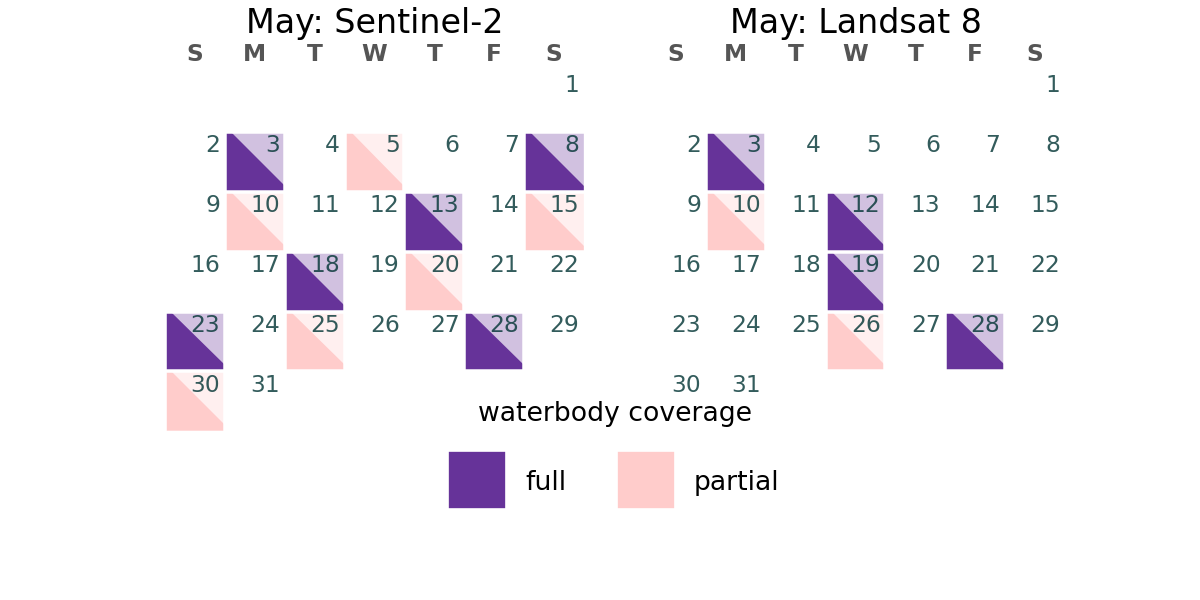 May: Sentinel-2
S M T W T F S
1
2 3 4 5 6 7 8
9 10 11 12 13 14 15
16 17 18 19 20 21 22
23 24 25 26 27 28 29
30 31
May: Landsat 8
S M T W T F S
1
2 3 4 5 6 7 8
9 10 11 12 13 14 15
16 17 18 19 20 21 22
23 24 25 26 27 28 29
30 31
waterbody coverage
full
partial